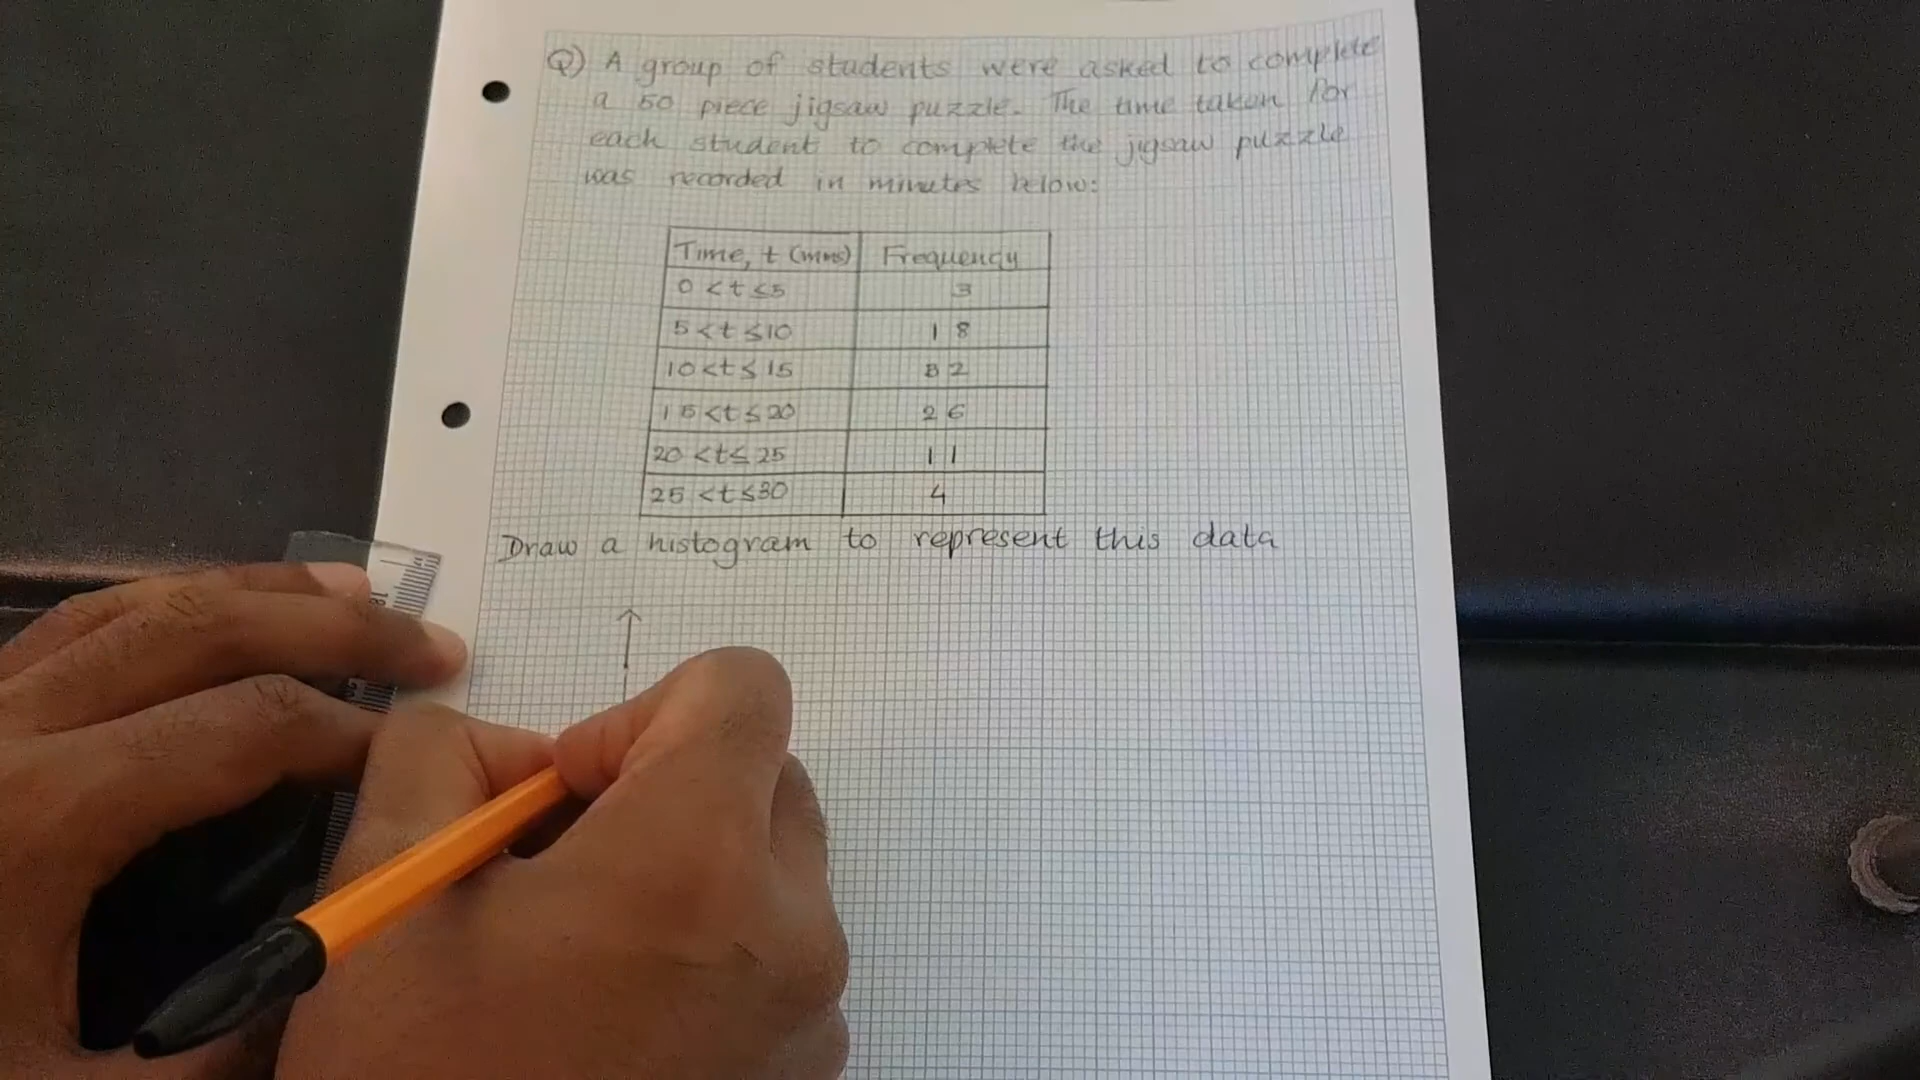 Q) A group of students were asked to complete
a 50 piece jigsaw puzzle. The time taken for
each student to complete the jigsaw puzzle
was recorded in minutes below:
Time, t (mins) Frequency
0 < t ≤ 5 3
5 < t ≤ 10 18
10 < t ≤ 15 32
15 < t ≤ 20 26
20 < t ≤ 25 11
25 < t ≤ 30 4
Draw a histogram to represent this data